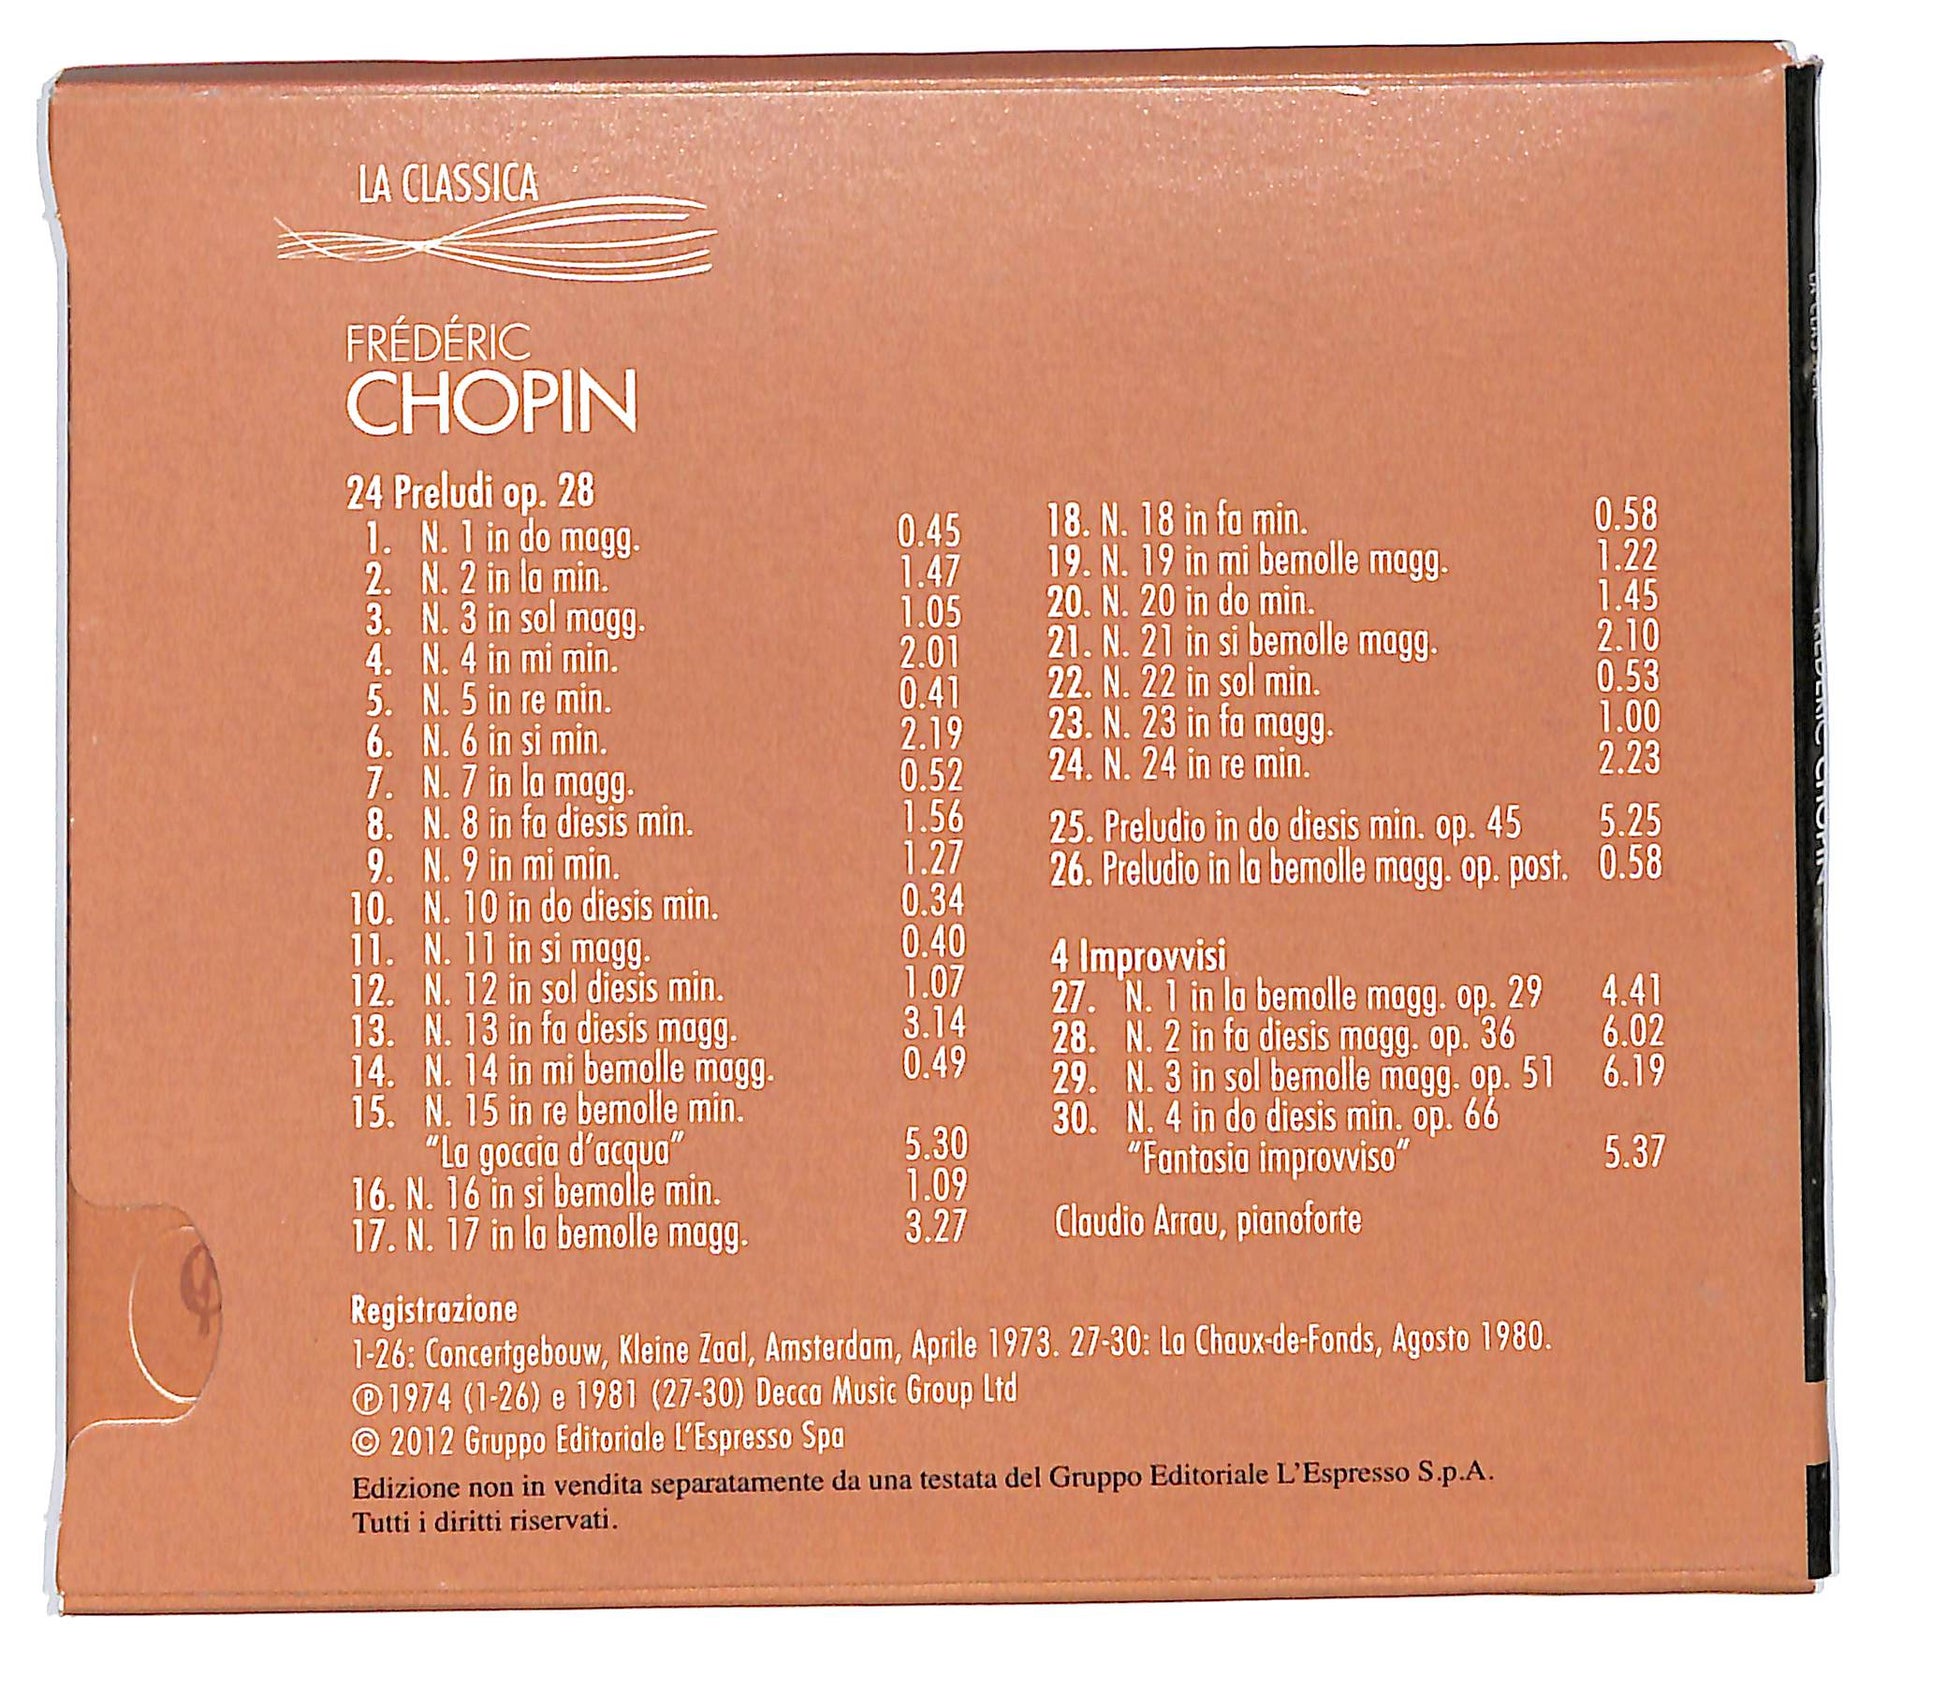 LA CLASSICA
FRÉDÉRIC
CHOPIN
24 Preludi op. 28
1. N. 1 in do magg. 0.45
2. N. 2 in la min. 1.47
3. N. 3 in sol magg. 1.05
4. N. 4 in mi min. 2.01
5. N. 5 in re min. 0.41
6. N. 6 in si min. 2.19
7. N. 7 in la magg. 0.52
8. N. 8 in fa diesis min. 1.56
9. N. 9 in mi min. 1.27
10. N. 10 in do diesis min. 0.34
11. N. 11 in si magg. 0.40
12. N. 12 in sol diesis min. 1.07
13. N. 13 in fa diesis magg. 3.14
14. N. 14 in mi bemolle magg. 0.49
15. N. 15 in re bemolle min.
"La goccia d'acqua" 5.30
16. N. 16 in si bemolle min. 1.09
17. N. 17 in la bemolle magg. 3.27
18. N. 18 in fa min. 0.58
19. N. 19 in mi bemolle magg. 1.22
20. N. 20 in do min. 1.45
21. N. 21 in si bemolle magg. 2.10
22. N. 22 in sol min. 0.53
23. N. 23 in fa magg. 1.00
24. N. 24 in re min. 2.23
25. Preludio in do diesis min. op. 45 5.25
26. Preludio in la bemolle magg. op. post. 0.58
4 Improvvisi
27. N. 1 in la bemolle magg. op. 29 4.41
28. N. 2 in fa diesis magg. op. 36 6.02
29. N. 3 in sol bemolle magg. op. 51 6.19
30. N. 4 in do diesis min. op. 66
"Fantasia improvviso" 5.37
Claudio Arrau, pianoforte
Registrazione
1-26: Concertgebouw, Kleine Zaal, Amsterdam, Aprile 1973. 27-30: La Chaux-de-Fonds, Agosto 1980.
℗1974 (1-26) e 1981 (27-30) Decca Music Group Ltd
© 2012 Gruppo Editoriale L'Espresso Spa
Edizione non in vendita separatamente da una testata del Gruppo Editoriale L'Espresso S.p.A.
Tutti i diritti riservati.
LA CLASSICA
FRÉDÉRIC CHOPIN